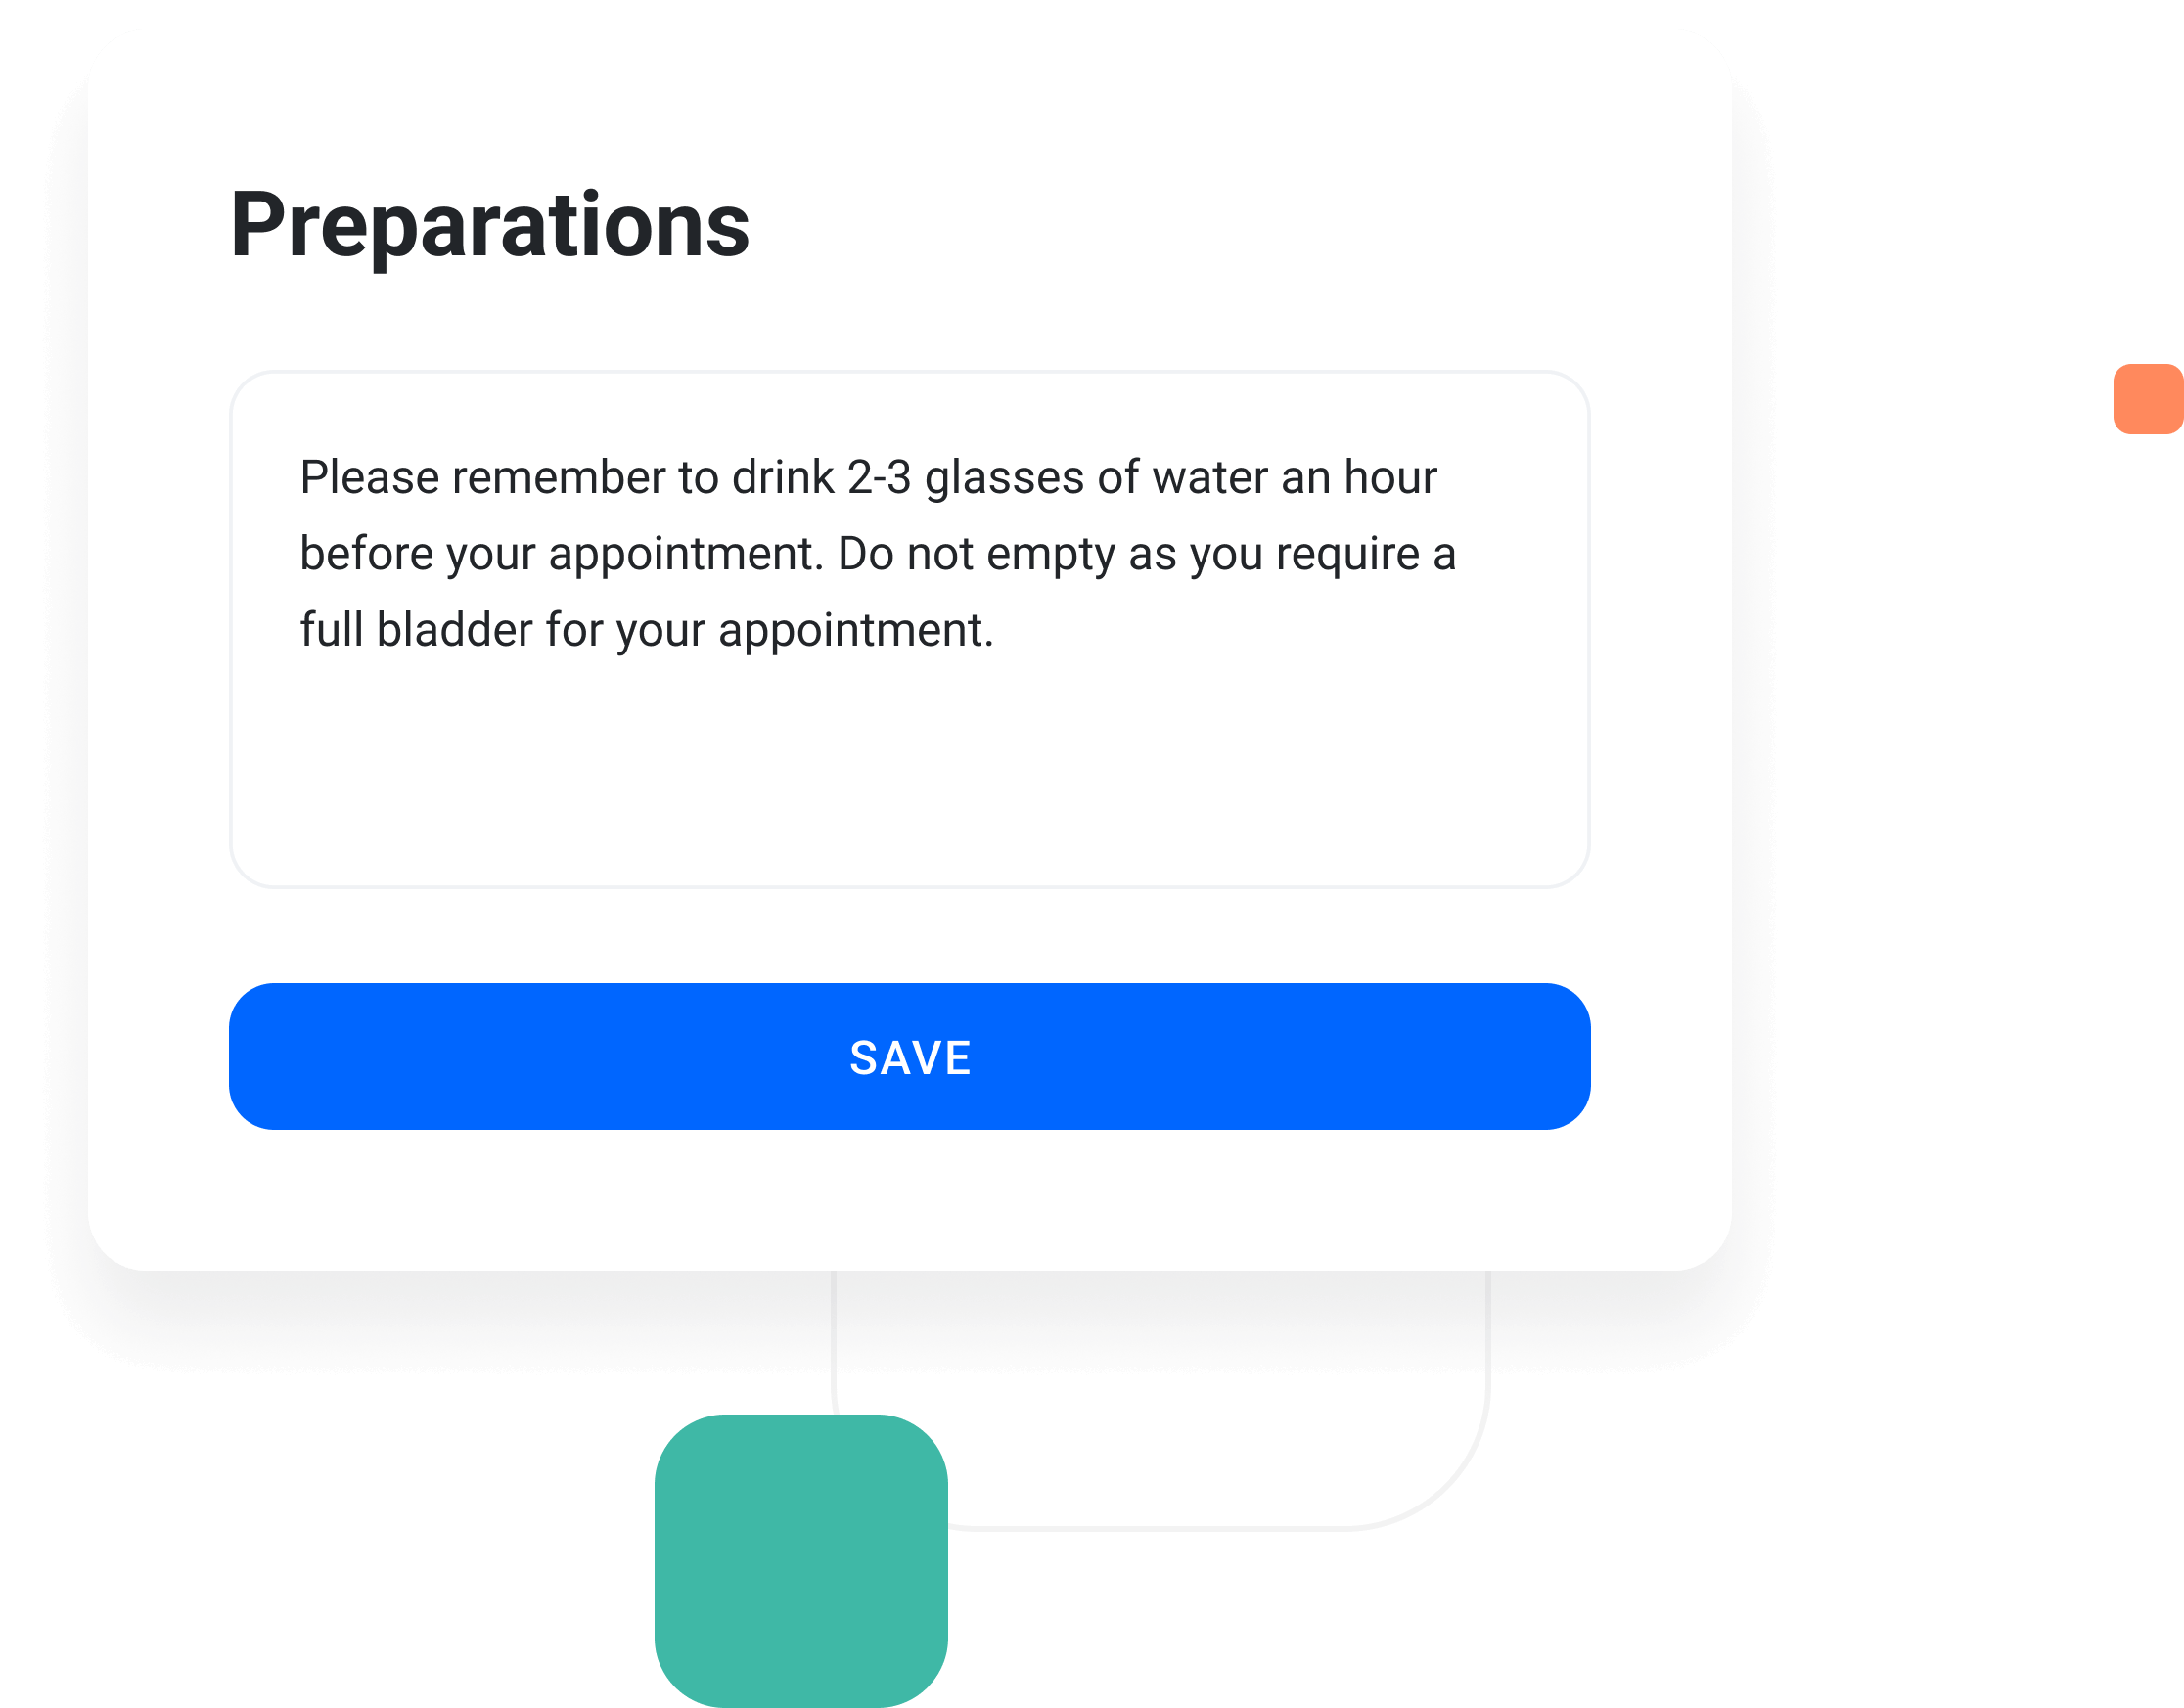 Preparations
Please remember to drink 2-3 glasses of water an hour
before your appointment. Do not empty as you require a
full bladder for your appointment.
SAVE